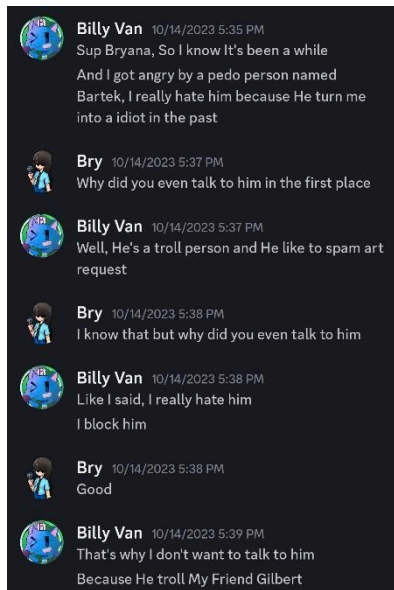 Billy Van 10/14/2023 5:35 PM
Sup Bryana, So I know It's been a while
And I got angry by a pedo person named
Bartek, I really hate him because He turn me
into a idiot in the past
Bry 10/14/2023 5:37 PM
Why did you even talk to him in the first place
Billy Van 10/14/2023 5:37 PM
Well, He's a troll person and He like to spam art
request
Bry 10/14/2023 5:38 PM
I know that but why did you even talk to him
Billy Van 10/14/2023 5:38 PM
Like I said, I really hate him
I block him
Bry 10/14/2023 5:38 PM
Good
Billy Van 10/14/2023 5:39 PM
That's why I don't want to talk to him
Because He troll My Friend Gilbert